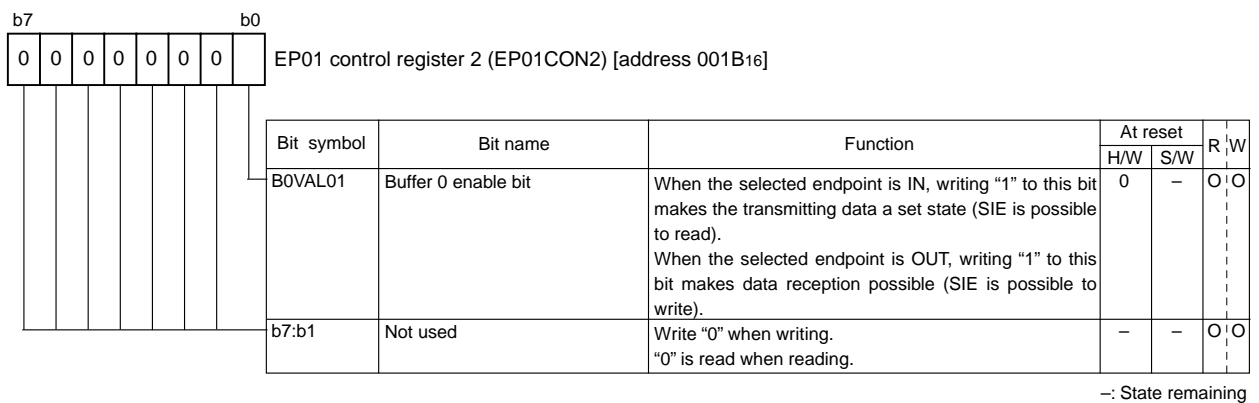 b7 b0
0 0 0 0 0 0 0 EP01 control register 2 (EP01CON2) [address 001B16]
Bit symbol Bit name Function At reset R W
H/W S/W
B0VAL01 Buffer 0 enable bit When the selected endpoint is IN, writing “1” to this bit 0 – O O
makes the transmitting data a set state (SIE is possible
to read).
When the selected endpoint is OUT, writing “1” to this
bit makes data reception possible (SIE is possible to
write).
b7:b1 Not used Write “0” when writing. – – O O
“0” is read when reading.
–: State remaining